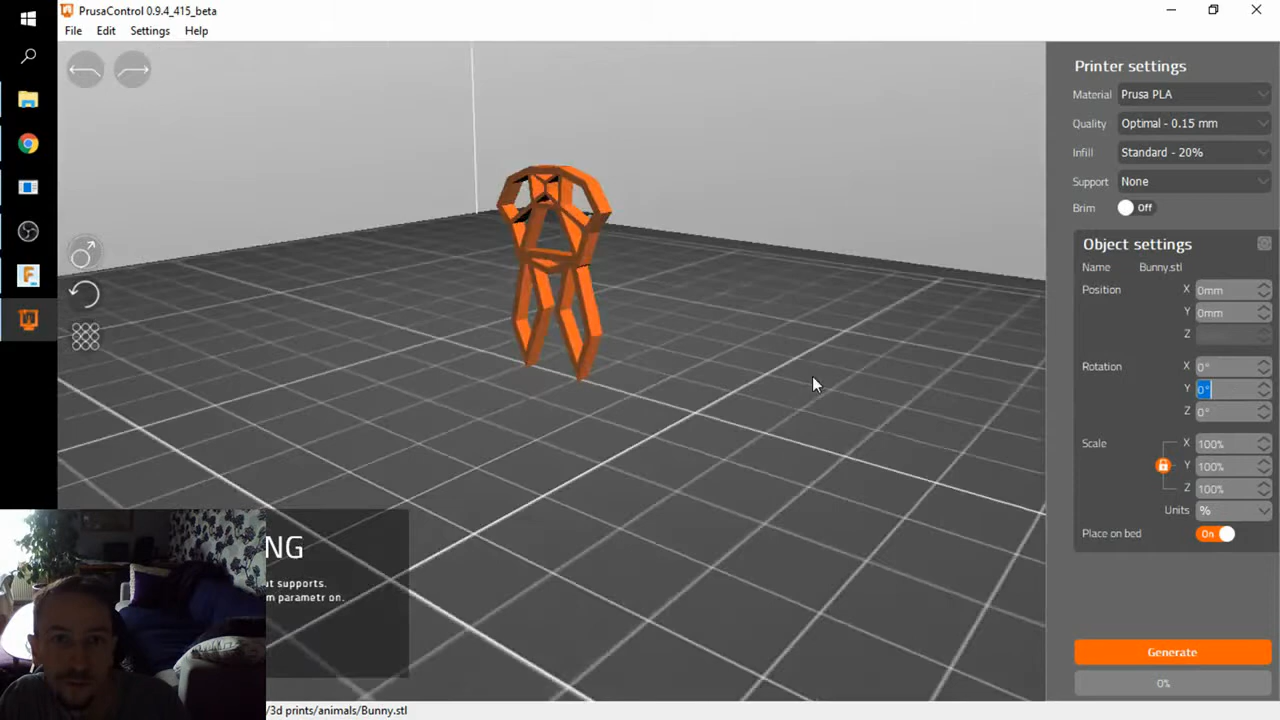 PrusaControl 0.9.4_415_beta
File Edit Settings Help
Printer settings
Material Prusa PLA
Quality Optimal - 0.15 mm
Infill Standard - 20%
Support None
Brim Off
Object settings
Name Bunny.stl
Position X 0mm
Y 0mm
Z
Rotation X 0°
Y 0°
Z 0°
Scale X 100%
Y 100%
Z 100%
Units %
Place on bed On
NG
ut supports.
m parametr on.
Generate
0%
/3d prints/animals/Bunny.stl